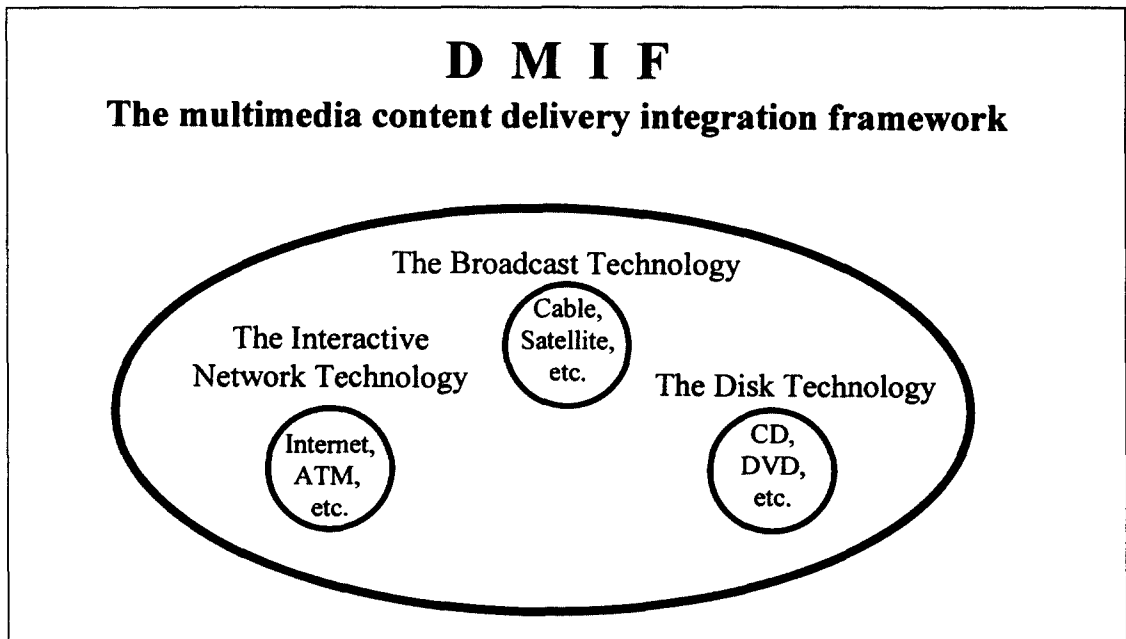 D M I F
The multimedia content delivery integration framework
The Broadcast Technology
Cable,
Satellite,
etc.
The Interactive
Network Technology
Internet,
ATM,
etc.
The Disk Technology
CD,
DVD,
etc.